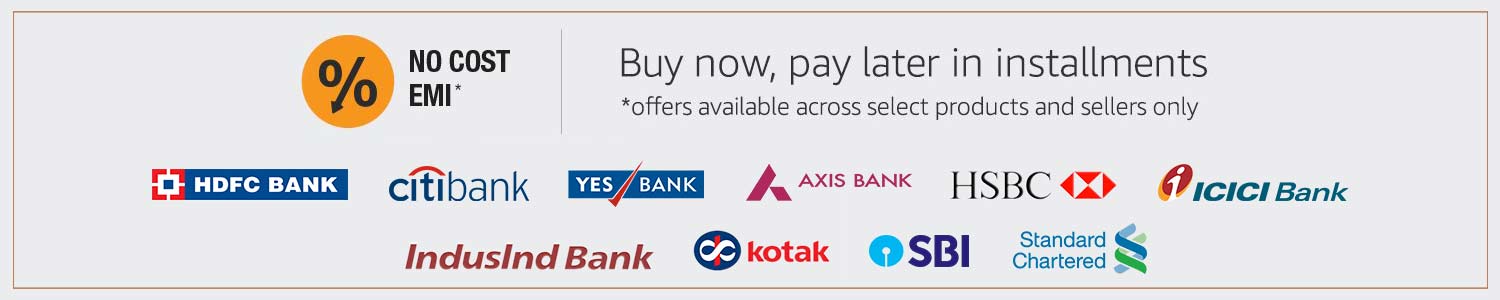 % NO COST
EMI*
Buy now, pay later in installments
*offers available across select products and sellers only
HDFC BANK
citibank
YES BANK
AXIS BANK
HSBC
ICICI Bank
IndusInd Bank
kotak
SBI
Standard
Chartered